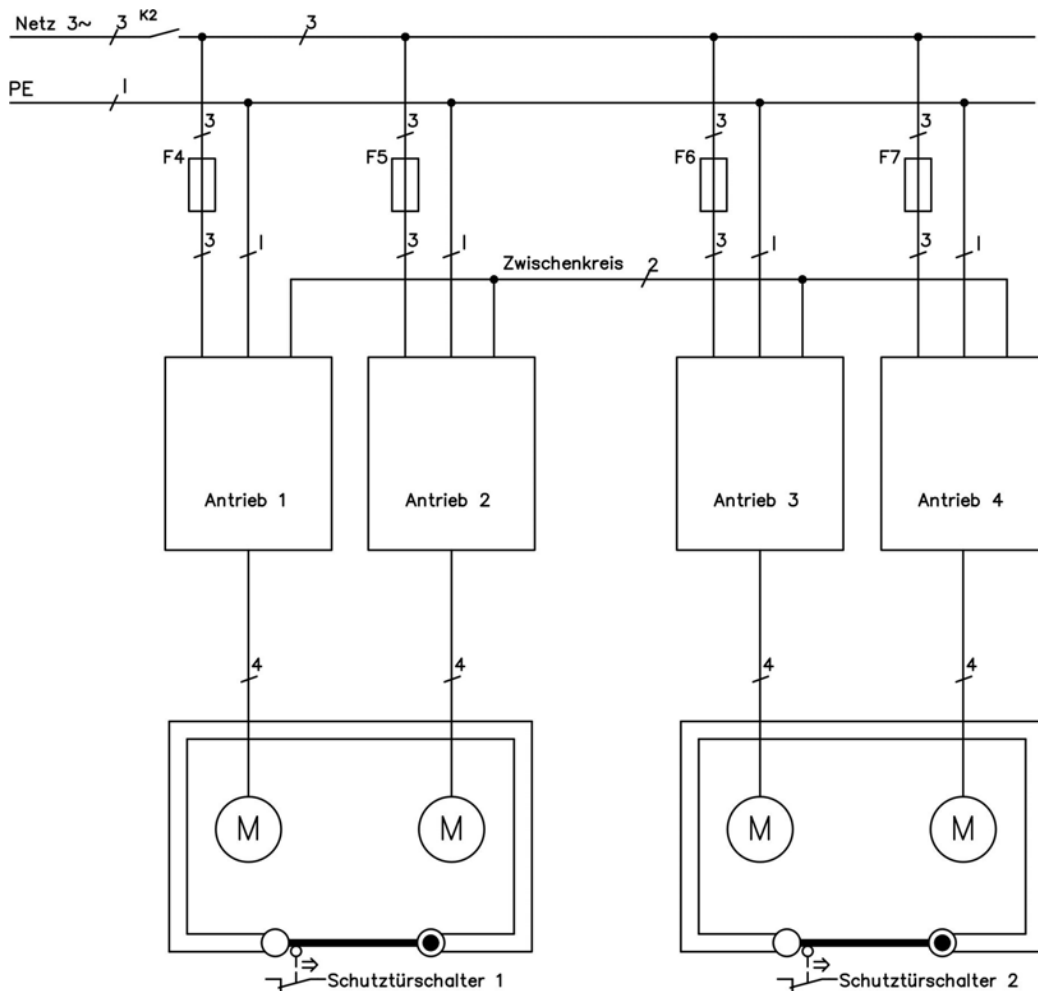 Netz 3~ 3 K2 3
PE 1
3 3 3 3
F4 F5 F6 F7
3 1 3 1 3 1 3 1
Zwischenkreis 2
Antrieb 1 Antrieb 2 Antrieb 3 Antrieb 4
4 4 4 4
M M M M
Schutztürschalter 1 Schutztürschalter 2